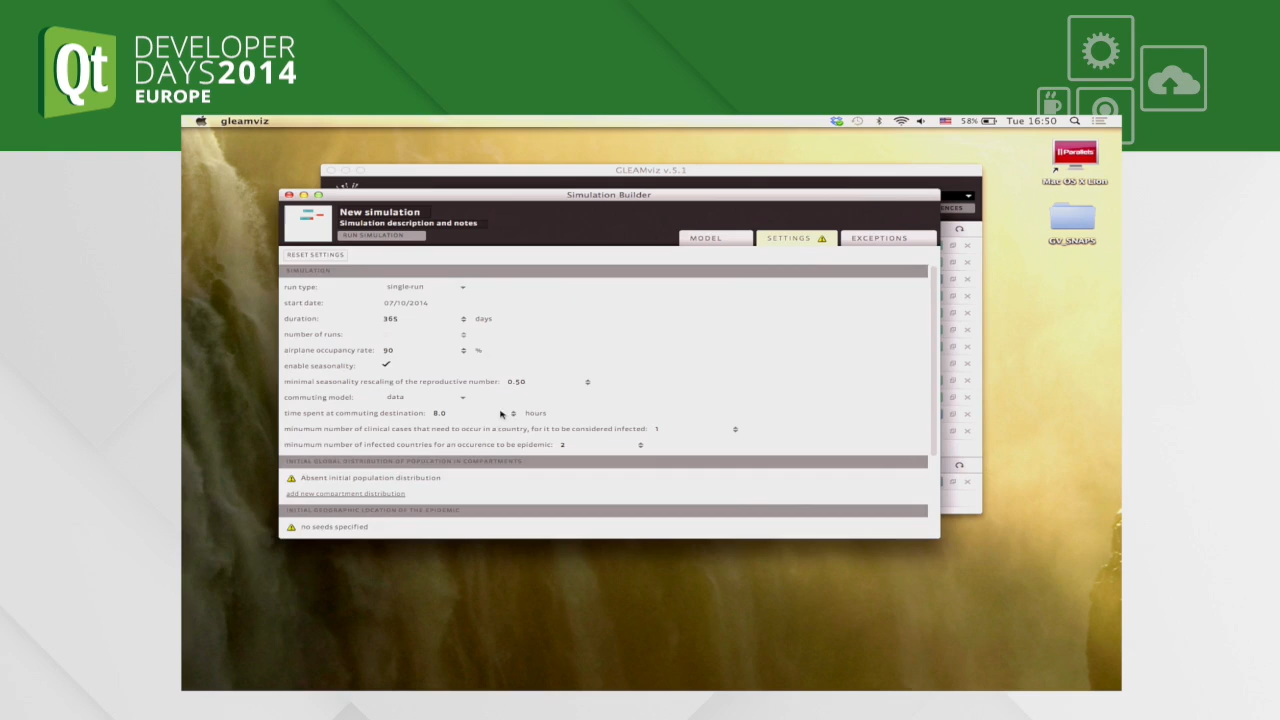 Qt
DEVELOPER
DAYS2014
EUROPE
gleamviz
58%
Tue 16:50
GLEAMviz v.5.1
Parallels
Mac OS X Lion
Simulation Builder
New simulation
Simulation description and notes
RUN SIMULATION
ENCES
MODEL
SETTINGS
EXCEPTIONS
GV_SNAPS
RESET SETTINGS
SIMULATION
run type: single-run
start date: 07/10/2014
duration: 365 days
number of runs:
airplane occupancy rate: 90 %
enable seasonality:
minimal seasonality rescaling of the reproductive number: 0.50
commuting model: data
time spent at commuting destination: 8.0 hours
minumum number of clinical cases that need to occur in a country, for it to be considered infected: 1
minumum number of infected countries for an occurence to be epidemic: 2
INITIAL GLOBAL DISTRIBUTION OF POPULATION IN COMPARTMENTS
Absent initial population distribution
add new compartment distribution
INITIAL GEOGRAPHIC LOCATION OF THE EPIDEMIC
no seeds specified